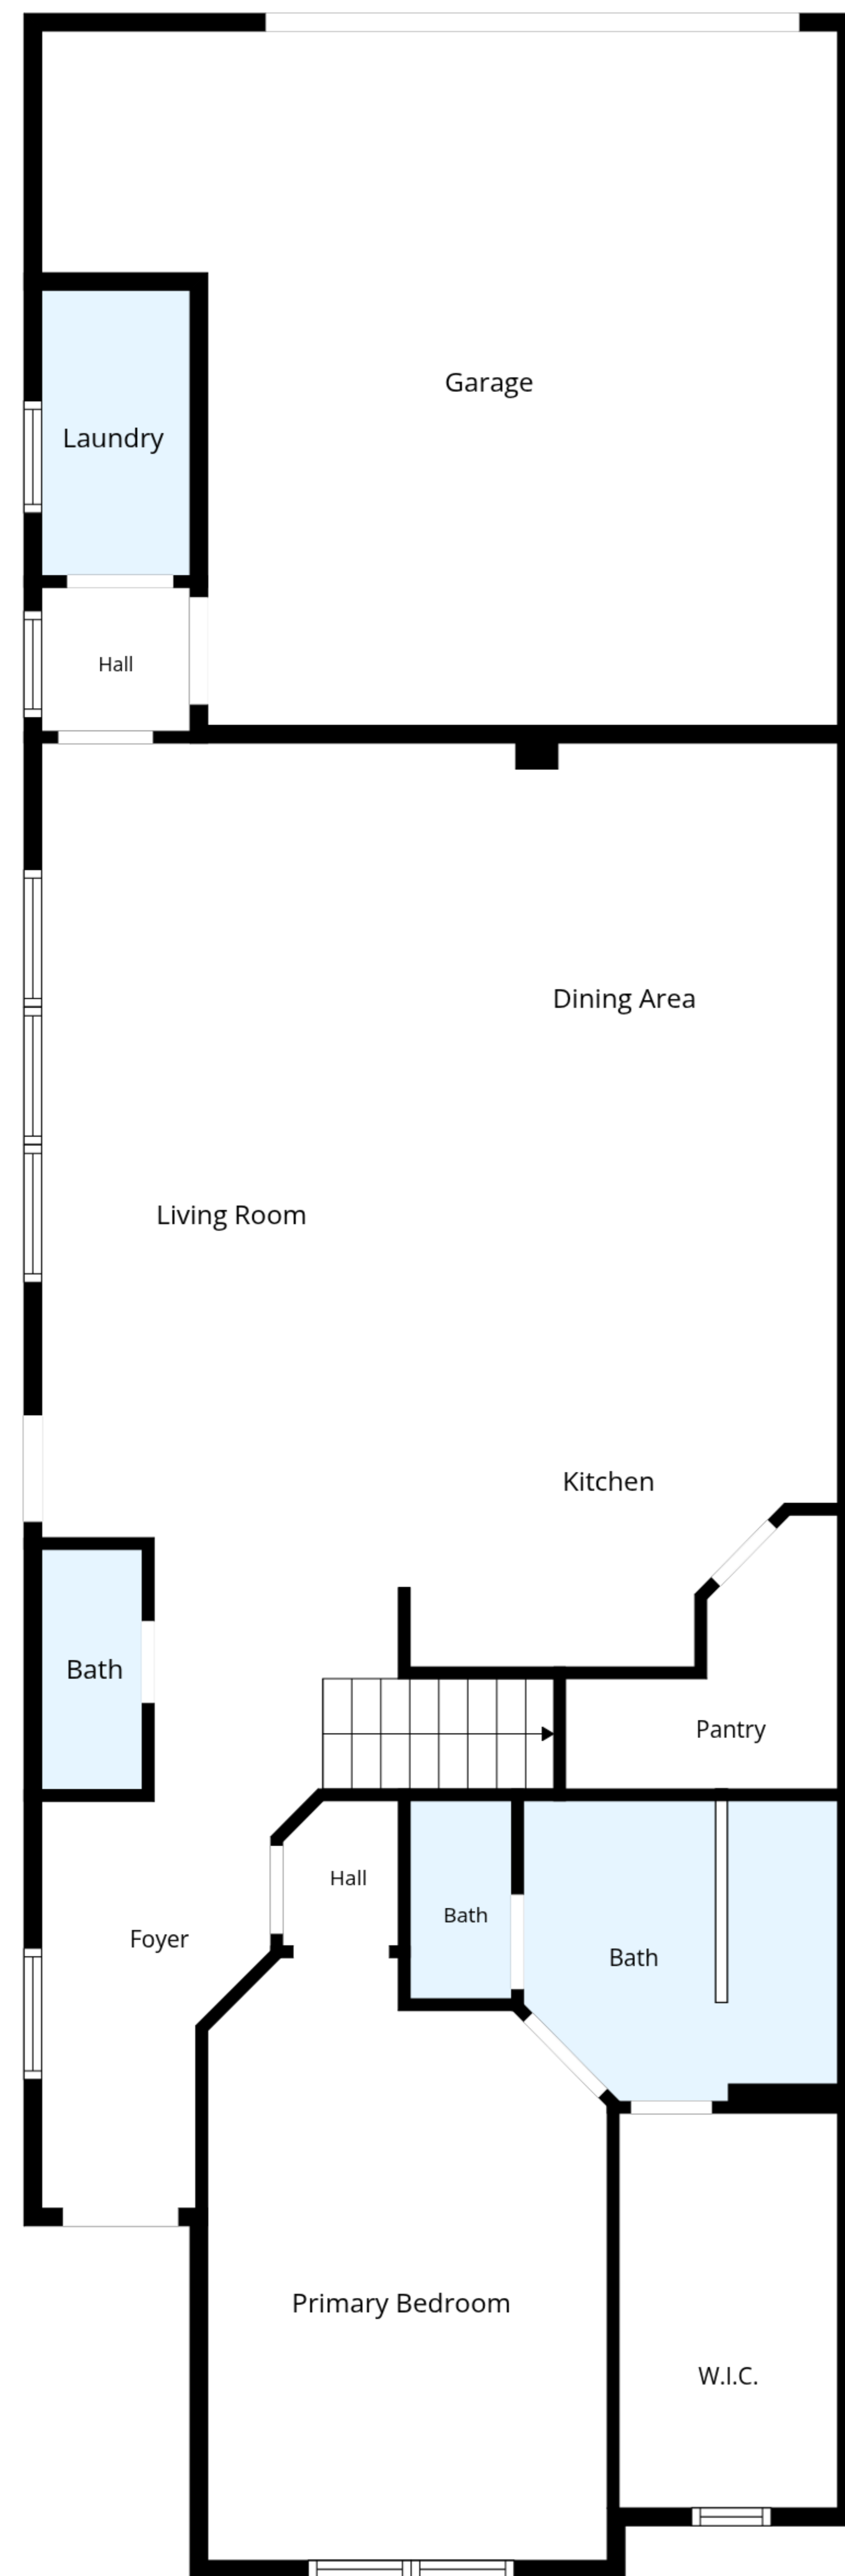 Garage
Laundry
Hall
Dining Area
Living Room
Kitchen
Bath
Pantry
Hall
Bath
Foyer
Bath
Primary Bedroom
W.I.C.